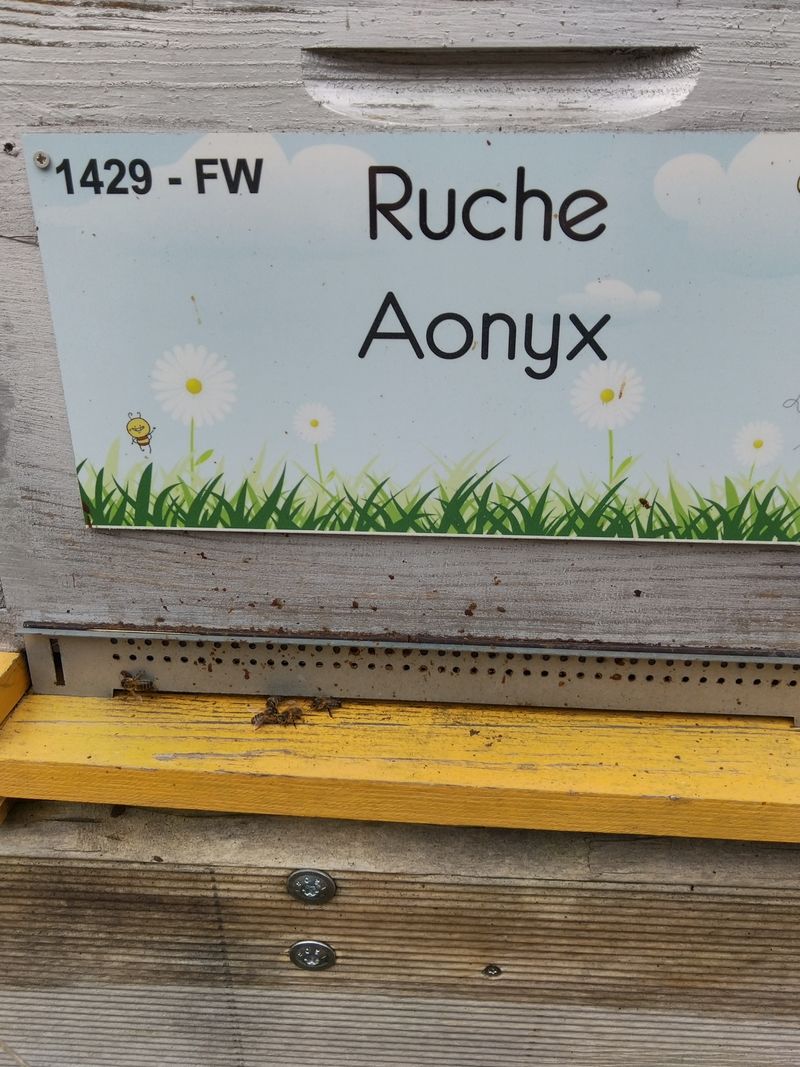 1429 - FW
Ruche
Aonyx